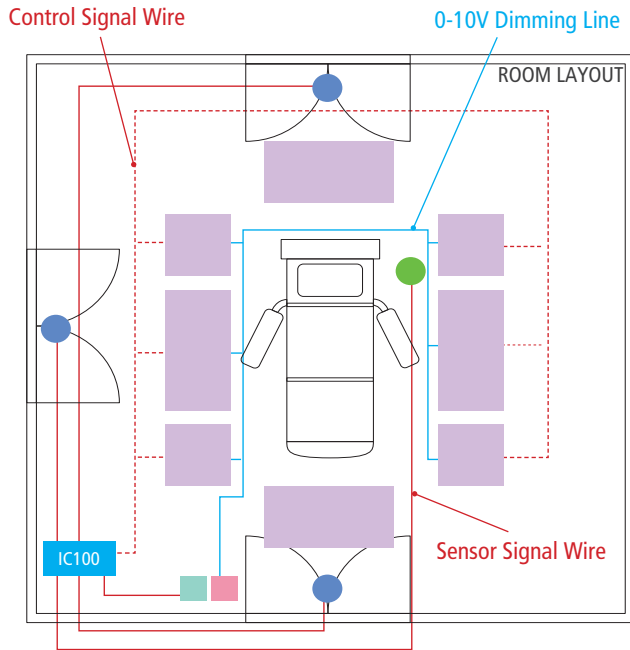 Control Signal Wire
0-10V Dimming Line
ROOM LAYOUT
IC100
Sensor Signal Wire